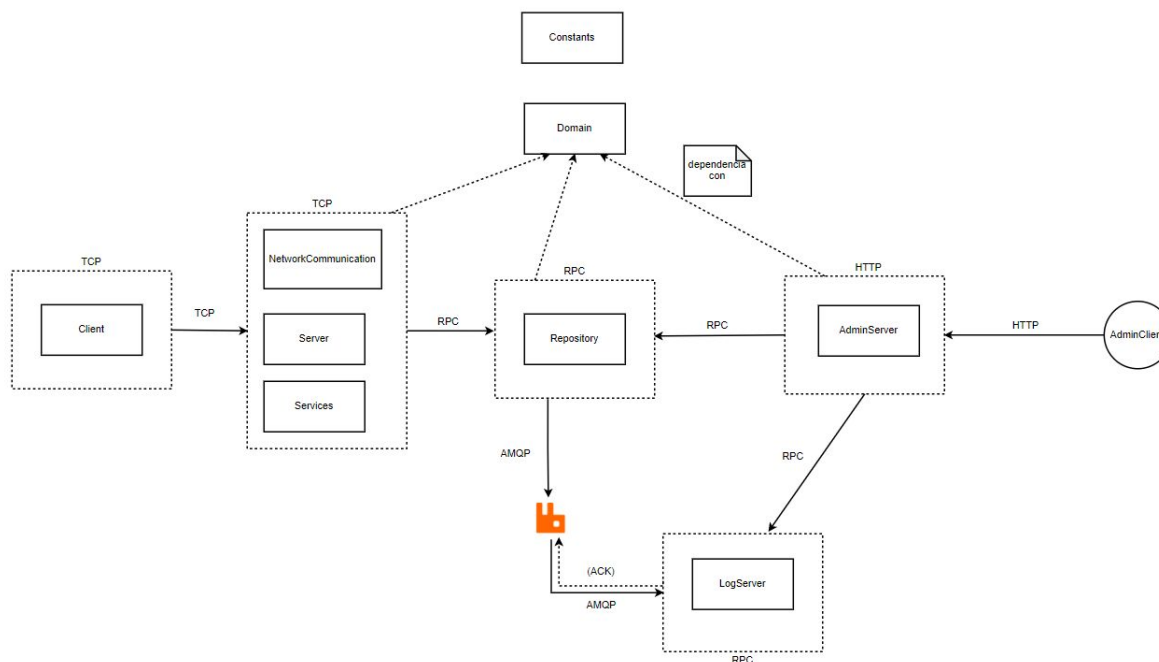 Constants
Domain
dependencia
con
TCP
NetworkCommunication
TCP
HTTP
RPC
Client
TCP
Server
RPC
Repository
RPC
AdminServer
HTTP
AdminClien
Services
AMQP
RPC
(ACK)
LogServer
AMQP
RPC